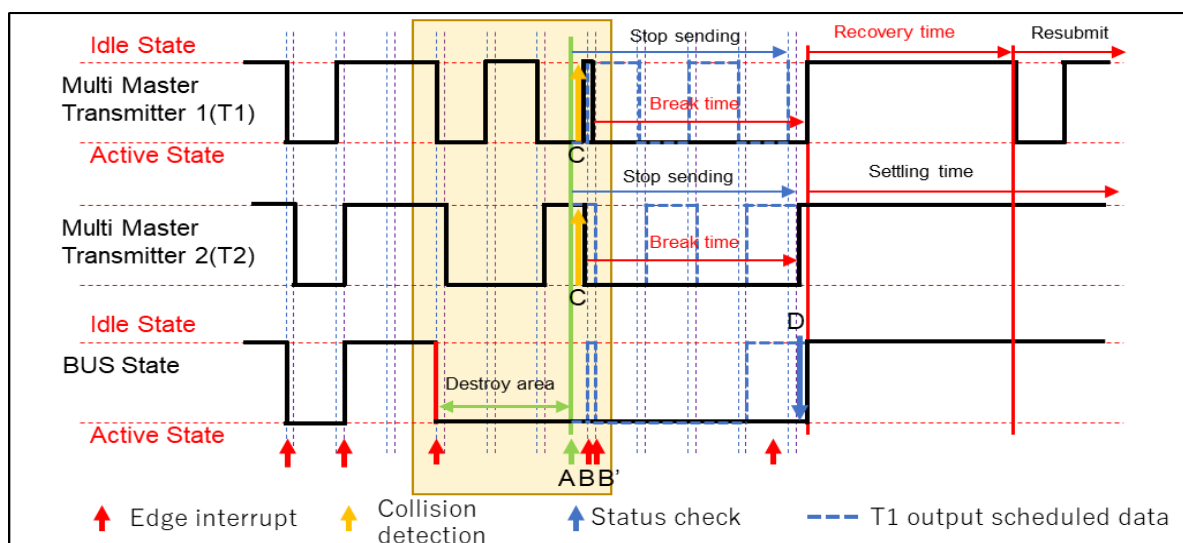 Idle State
Stop sending
Recovery time
Resubmit
Multi Master
Transmitter 1(T1)
Break time
Active State
C
Stop sending
Settling time
Multi Master
Transmitter 2(T2)
Break time
C
Idle State
D
BUS State
Destroy area
Active State
ABB’
Edge interrupt
Collision
detection
Status check
T1 output scheduled data